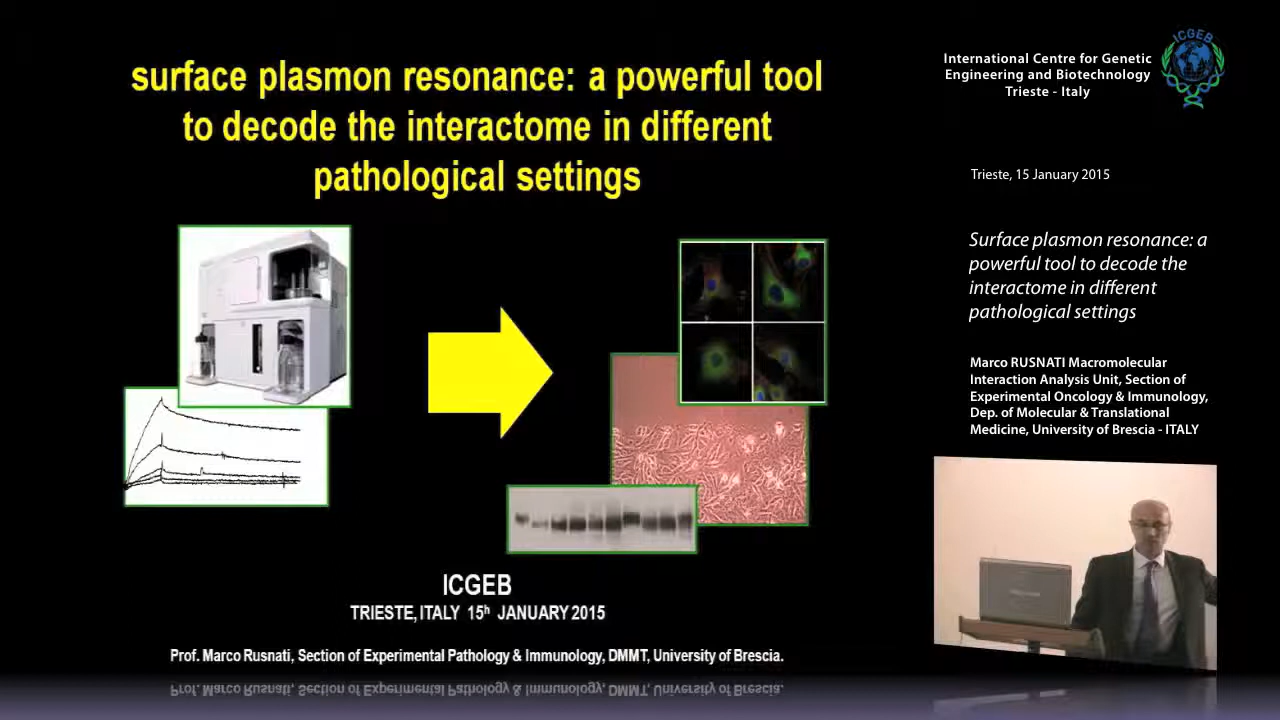 surface plasmon resonance: a powerful tool
to decode the interactome in different
pathological settings
ICGEB
TRIESTE, ITALY 15h JANUARY 2015
Prof. Marco Rusnati, Section of Experimental Pathology & Immunology, DMMT, University of Brescia.
International Centre for Genetic
Engineering and Biotechnology
Trieste - Italy
ICGEB
Trieste, 15 January 2015
Surface plasmon resonance: a
powerful tool to decode the
interactome in different
pathological settings
Marco RUSNATI Macromolecular
Interaction Analysis Unit, Section of
Experimental Oncology & Immunology,
Dep. of Molecular & Translational
Medicine, University of Brescia - ITALY